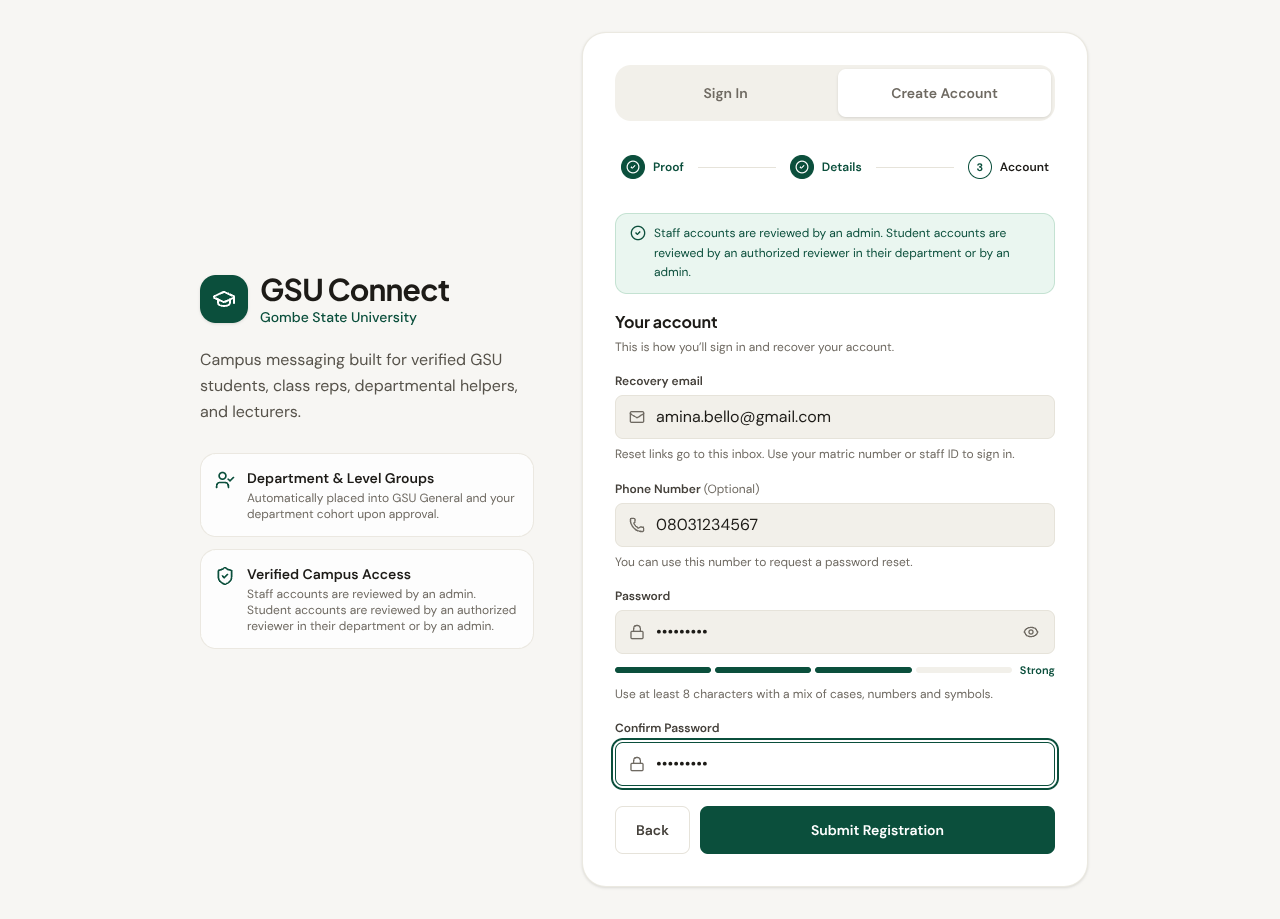 GSU Connect
Gombe State University
Campus messaging built for verified GSU
students, class reps, departmental helpers,
and lecturers.
Department & Level Groups
Automatically placed into GSU General and your
department cohort upon approval.
Verified Campus Access
Staff accounts are reviewed by an admin.
Student accounts are reviewed by an authorized
reviewer in their department or by an admin.
Sign In
Create Account
Proof
Details
3 Account
Staff accounts are reviewed by an admin. Student accounts are
reviewed by an authorized reviewer in their department or by an
admin.
Your account
This is how you’ll sign in and recover your account.
Recovery email
amina.bello@gmail.com
Reset links go to this inbox. Use your matric number or staff ID to sign in.
Phone Number (Optional)
08031234567
You can use this number to request a password reset.
Password
•••••••••
Strong
Use at least 8 characters with a mix of cases, numbers and symbols.
Confirm Password
•••••••••
Back
Submit Registration